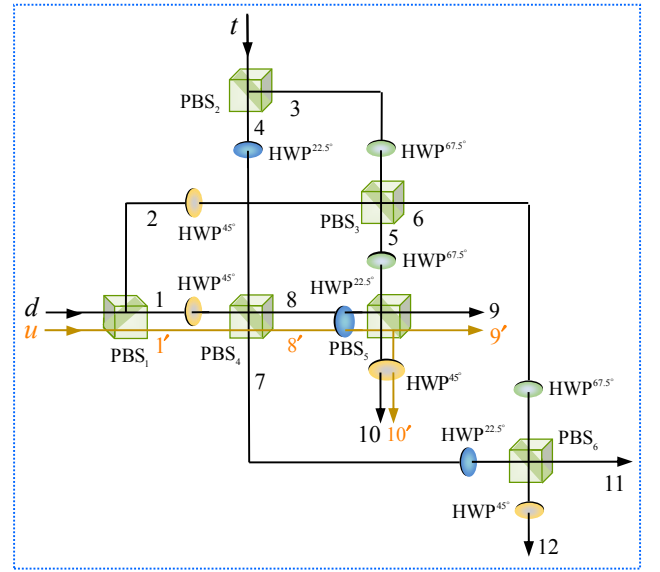 t
PBS₂
3
4
HWP²²·⁵°
HWP⁶⁷·⁵°
2
HWP⁴⁵°
PBS₃
6
5
HWP⁶⁷·⁵°
HWP⁴⁵°
d
1
8
HWP²²·⁵°
9
u
1′
8′
9′
PBS₁
PBS₄
PBS₅
7
HWP⁴⁵°
10
10′
HWP⁶⁷·⁵°
HWP²²·⁵°
PBS₆
11
HWP⁴⁵°
12